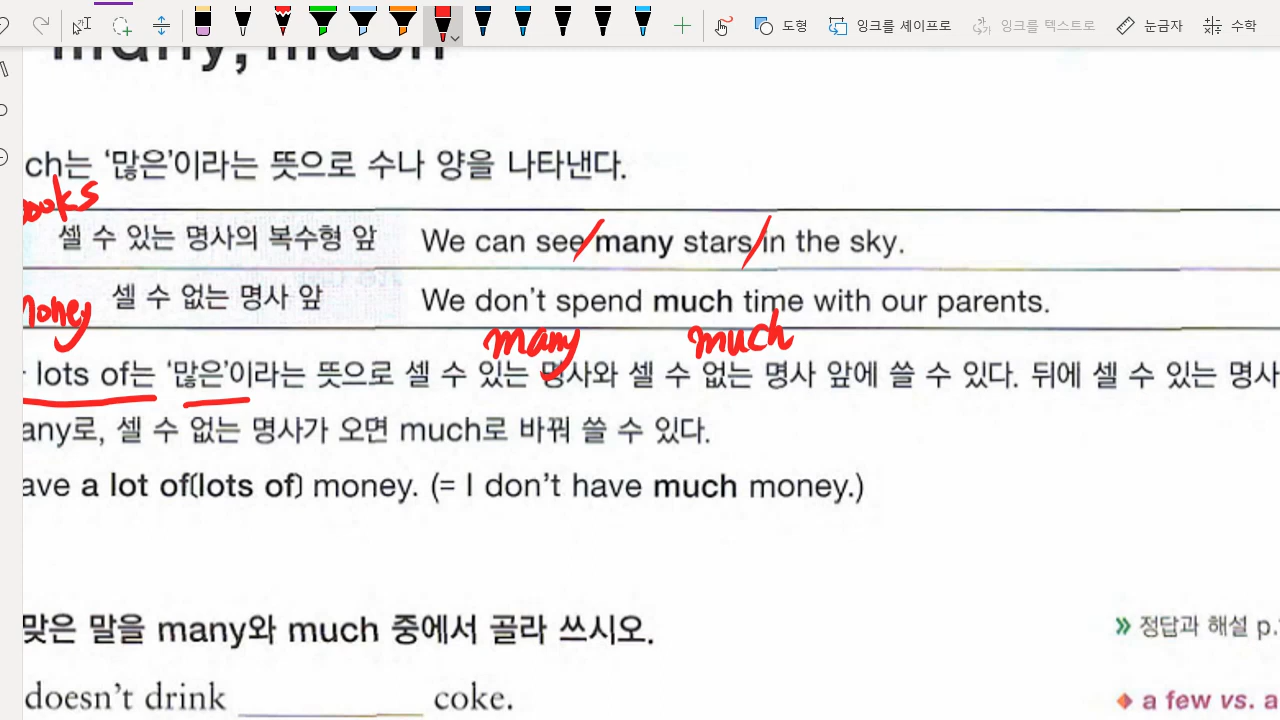 도형 잉크를 셰이프로 잉크를 텍스트로 눈금자 수학
many, much
ch는 ‘많은’이라는 뜻으로 수나 양을 나타낸다.
books
셀 수 있는 명사의 복수형 앞 We can see many stars in the sky.
money 셀 수 없는 명사 앞 We don’t spend much time with our parents.
many much
lots of는 ‘많은’이라는 뜻으로 셀 수 있는 명사와 셀 수 없는 명사 앞에 쓸 수 있다. 뒤에 셀 수 있는 명사
any로, 셀 수 없는 명사가 오면 much로 바꿔 쓸 수 있다.
ave a lot of(lots of) money. (= I don’t have much money.)
맞은 말을 many와 much 중에서 골라 쓰시오.
» 정답과 해설 p.
doesn’t drink ________ coke.
a few vs. a